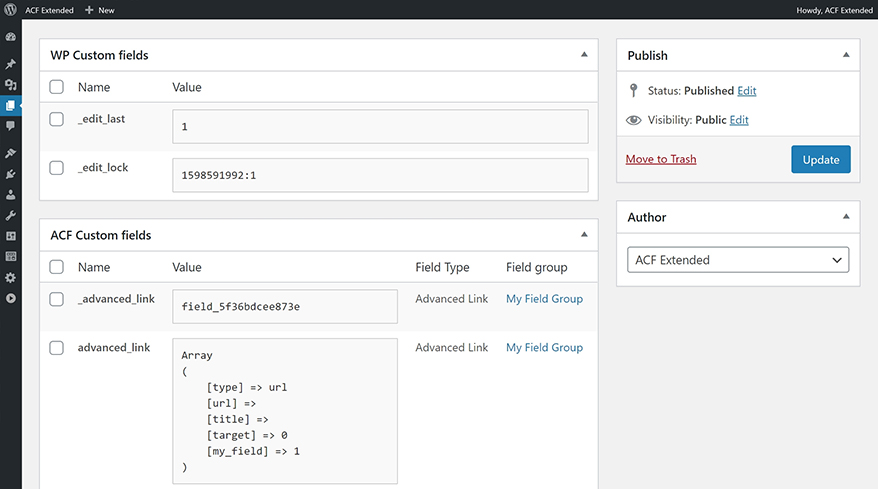 ACF Extended New Howdy, ACF Extended
WP Custom fields
Name Value
_edit_last 1
_edit_lock 1598591992:1
ACF Custom fields
Name Value Field Type Field group
_advanced_link field_5f36bdcee873e Advanced Link My Field Group
advanced_link Advanced Link My Field Group
Array
(
[type] => url
[url] =>
[title] =>
[target] => 0
[my_field] => 1
)
Publish
Status: Published Edit
Visibility: Public Edit
Move to Trash Update
Author
ACF Extended